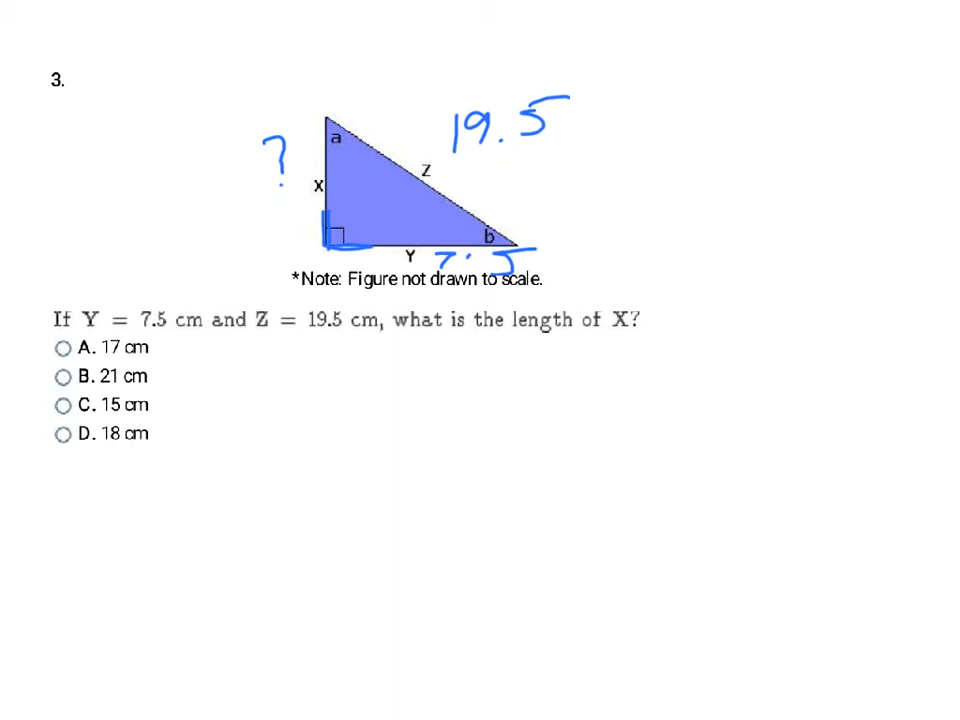 3.
19.5
?
a
Z
X
b
Y 7.5
*Note: Figure not drawn to scale.
If Y = 7.5 cm and Z = 19.5 cm, what is the length of X?
A. 17 cm
B. 21 cm
C. 15 cm
D. 18 cm